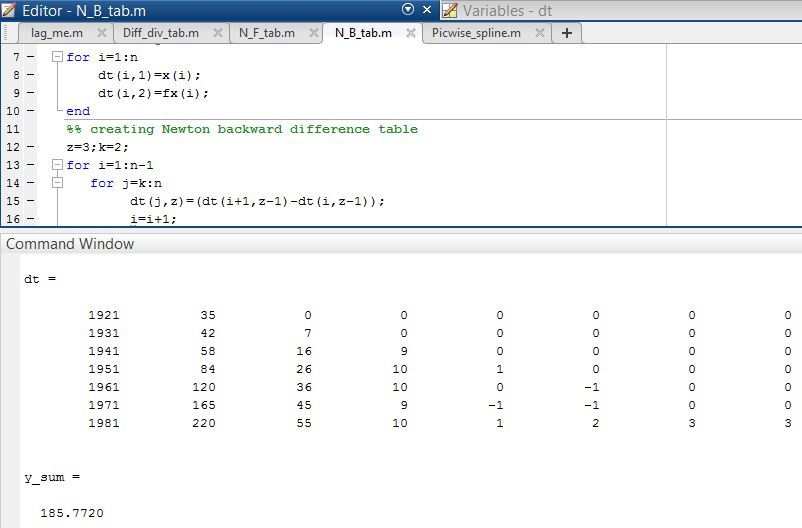 Editor - N_B_tab.m
Variables - dt
lag_me.m Diff_div_tab.m N_F_tab.m N_B_tab.m Picwise_spline.m +
7 - for i=1:n
8 - dt(i,1)=x(i);
9 - dt(i,2)=fx(i);
10 - end
11 %% creating Newton backward difference table
12 - z=3;k=2;
13 - for i=1:n-1
14 - for j=k:n
15 - dt(j,z)=(dt(i+1,z-1)-dt(i,z-1));
16 - i=i+1;
Command Window
dt =
1921 35 0 0 0 0 0 0
1931 42 7 0 0 0 0 0
1941 58 16 9 0 0 0 0
1951 84 26 10 1 0 0 0
1961 120 36 10 0 -1 0 0
1971 165 45 9 -1 -1 0 0
1981 220 55 10 1 2 3 3
y_sum =
185.7720